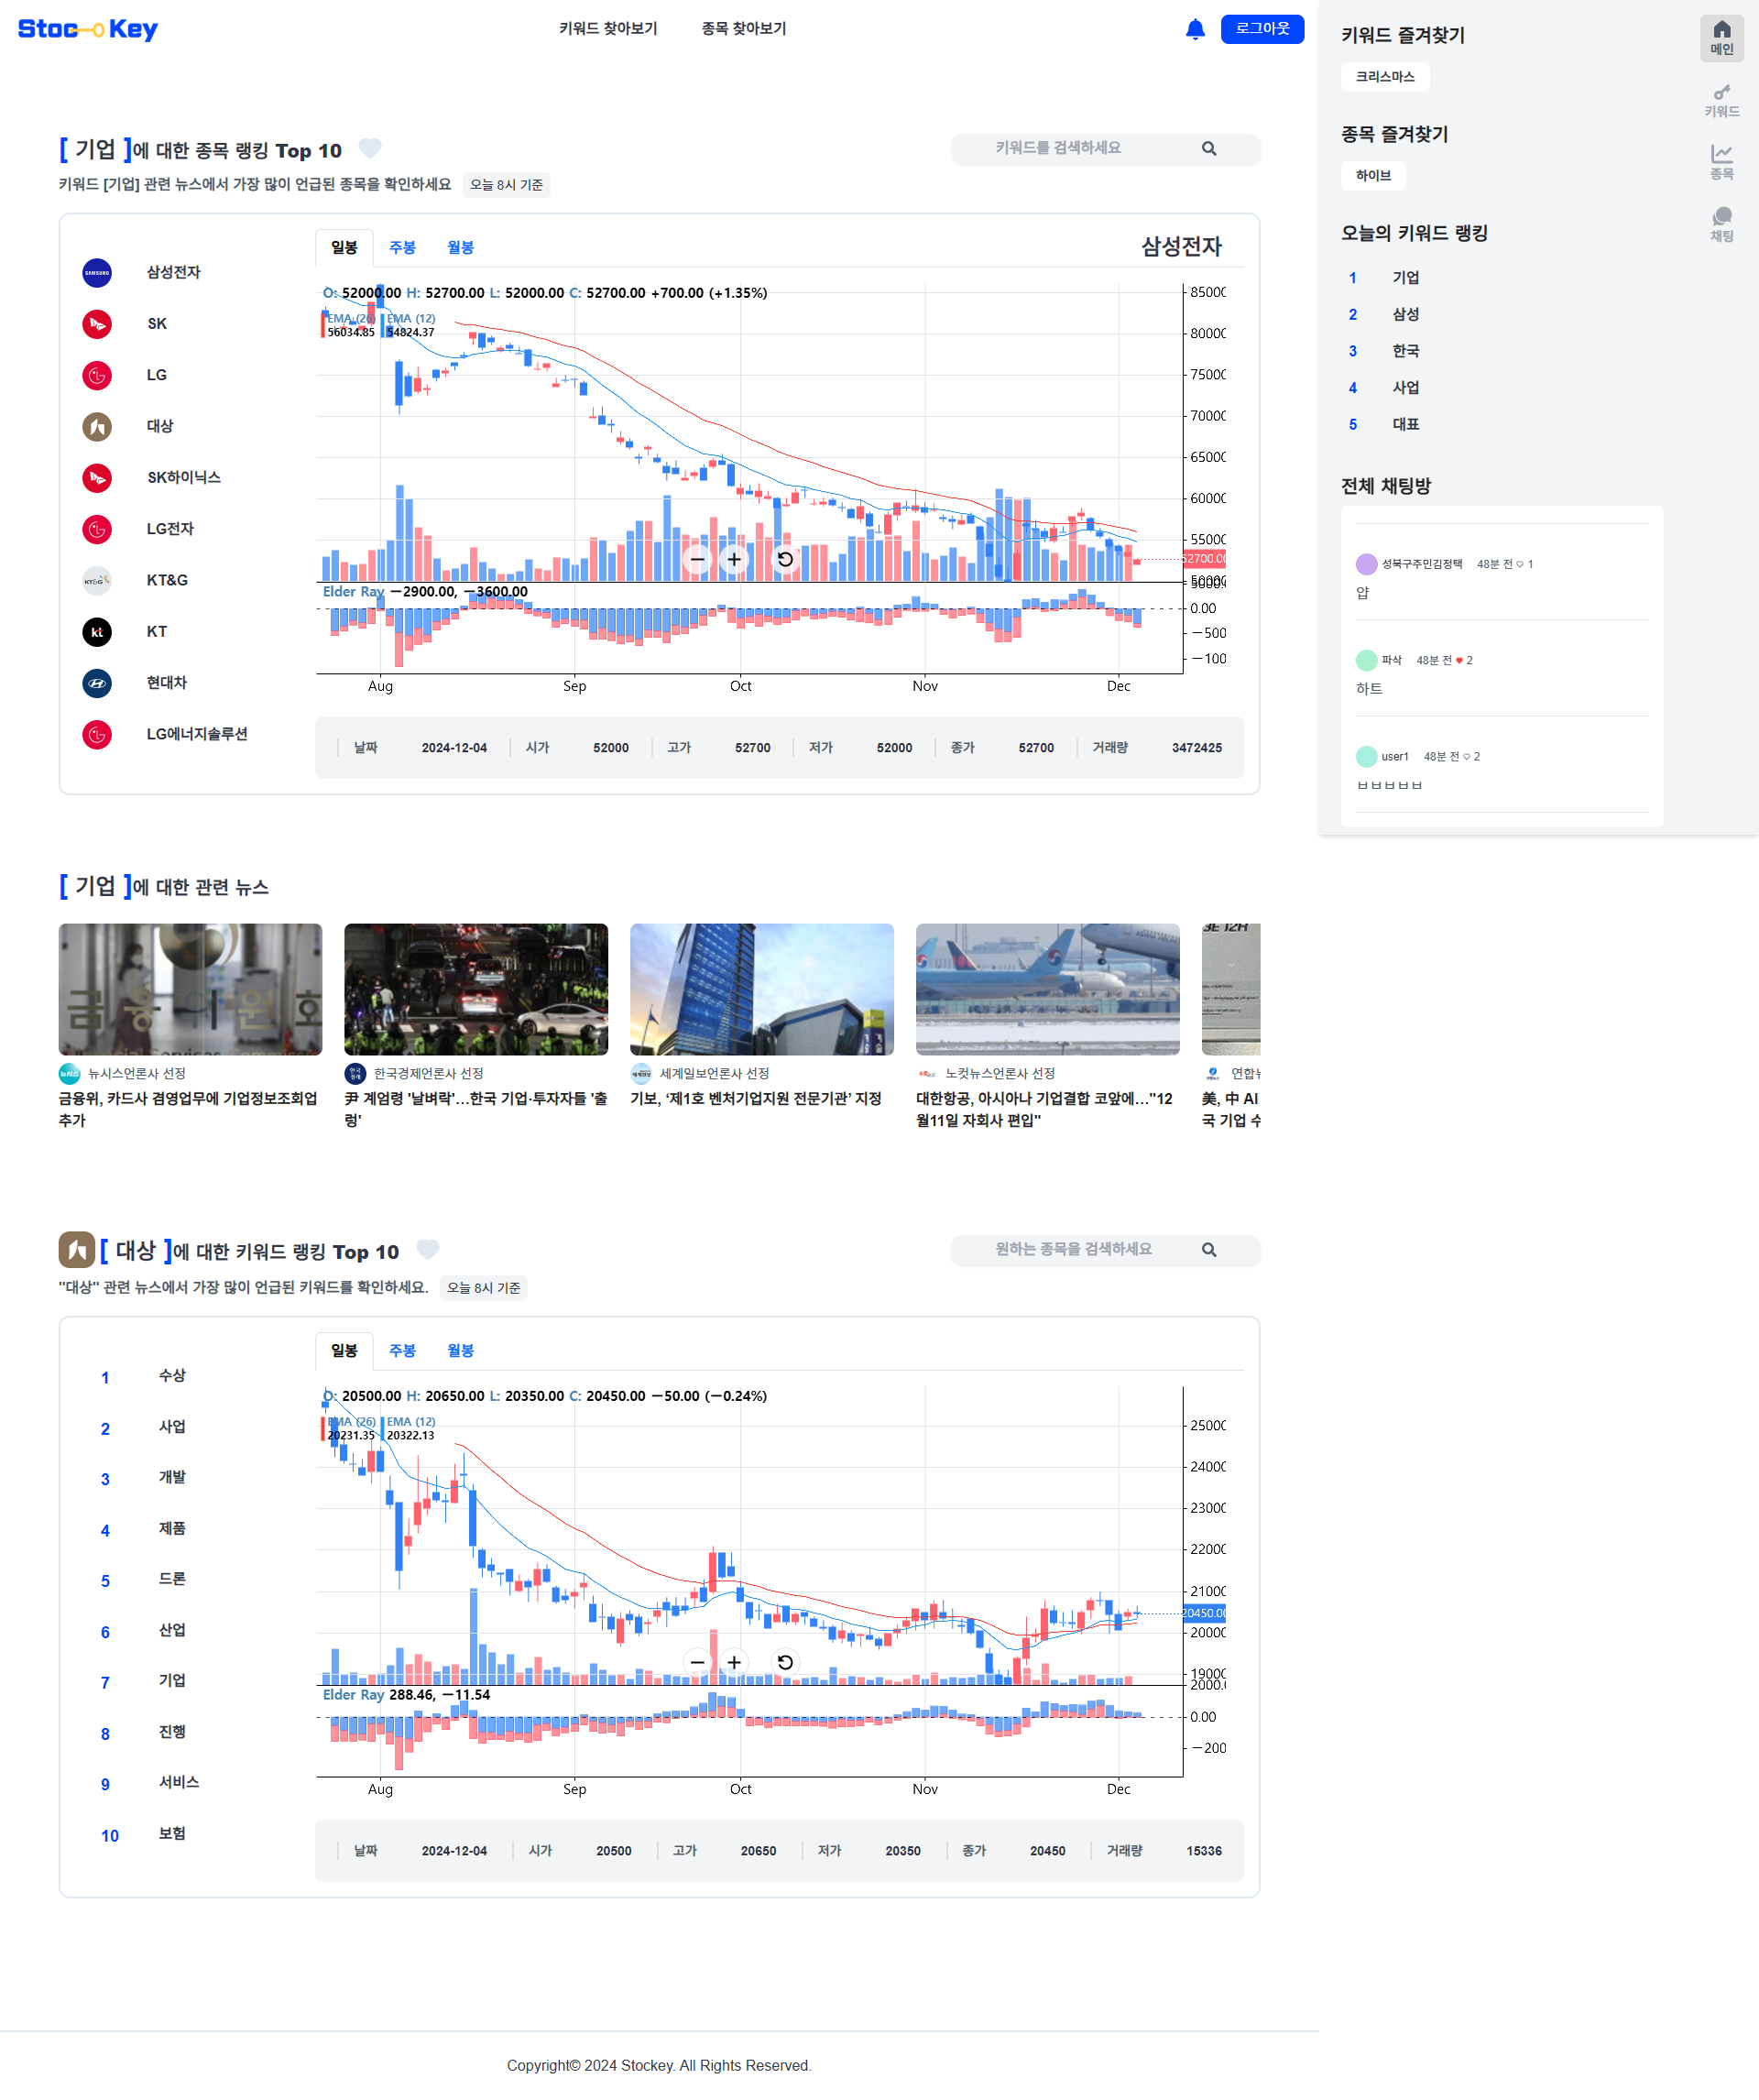 Stoc Key
키워드 찾아보기
종목 찾아보기
로그아웃
[ 기업 ]에 대한 종목 랭킹 Top 10
키워드를 검색하세요
키워드 [기업] 관련 뉴스에서 가장 많이 언급된 종목을 확인하세요
오늘 8시 기준
삼성전자
SK
LG
대상
SK하이닉스
LG전자
KT&G
KT
현대차
LG에너지솔루션
일봉 주봉 월봉
삼성전자
O: 52000.00 H: 52700.00 L: 52000.00 C: 52700.00 +700.00 (+1.35%)
EMA (26) EMA (12)
56034.85 54824.37
80000
75000
70000
65000
60000
55000
52700.00
Elder Ray −2900.00, −3600.00
0.00
Aug Sep Oct Nov Dec
날짜 2024-12-04 시가 52000 고가 52700 저가 52000 종가 52700 거래량 3472425
[ 기업 ]에 대한 관련 뉴스
뉴시스언론사 선정
금융위, 카드사 겸영업무에 기업정보조회업
추가
한국경제언론사 선정
尹 계엄령 '날벼락'…한국 기업·투자자들 '출
렁'
세계일보언론사 선정
기보, ‘제1호 벤처기업지원 전문기관’ 지정
노컷뉴스언론사 선정
대한항공, 아시아나 기업결합 코앞에…"12
월11일 자회사 편입"
연합뉴
美, 中 AI
국 기업 수
[ 대상 ]에 대한 키워드 랭킹 Top 10
원하는 종목을 검색하세요
"대상" 관련 뉴스에서 가장 많이 언급된 키워드를 확인하세요.
오늘 8시 기준
1 수상
2 사업
3 개발
4 제품
5 드론
6 산업
7 기업
8 진행
9 서비스
10 보험
일봉 주봉 월봉
O: 20500.00 H: 20650.00 L: 20350.00 C: 20450.00 −50.00 (−0.24%)
EMA (26) EMA (12)
20231.35 20322.13
25000
24000
23000
22000
21000
20450.00
20000
19000
Elder Ray 288.46, −11.54
0.00
Aug Sep Oct Nov Dec
날짜 2024-12-04 시가 20500 고가 20650 저가 20350 종가 20450 거래량 15336
Copyright© 2024 Stockey. All Rights Reserved.
키워드 즐겨찾기
크리스마스
종목 즐겨찾기
하이브
오늘의 키워드 랭킹
1 기업
2 삼성
3 한국
4 사업
5 대표
전체 채팅방
성북구주민김정택 48분 전 1
얍
파삭 48분 전 2
하트
user1 48분 전 2
ㅂㅂㅂㅂㅂ
메인
키워드
종목
채팅